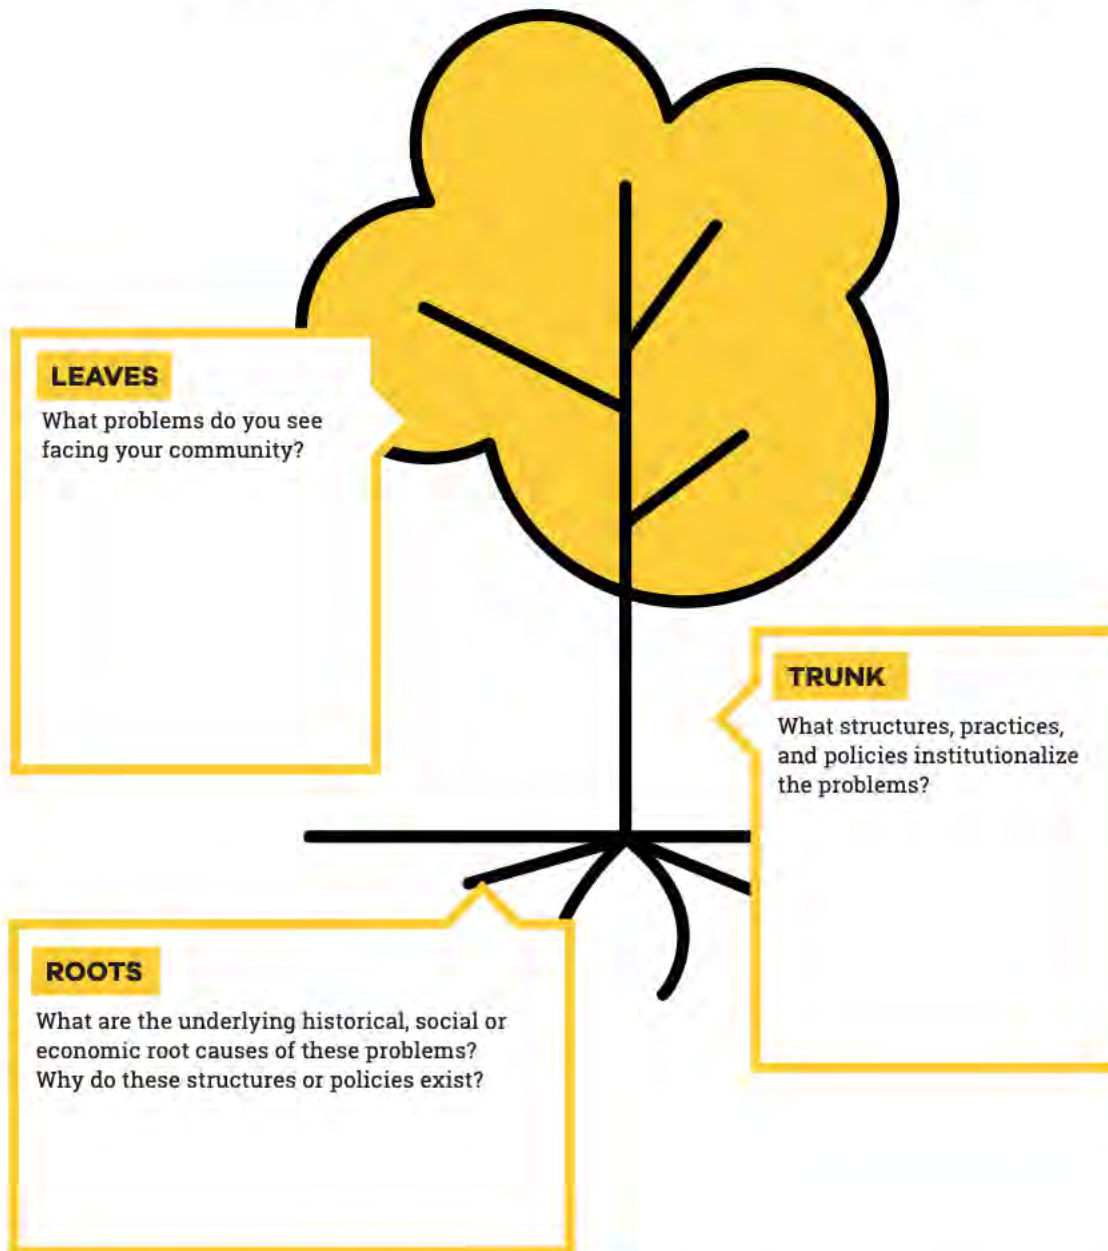 LEAVES
What problems do you see
facing your community?
TRUNK
What structures, practices,
and policies institutionalize
the problems?
ROOTS
What are the underlying historical, social or
economic root causes of these problems?
Why do these structures or policies exist?